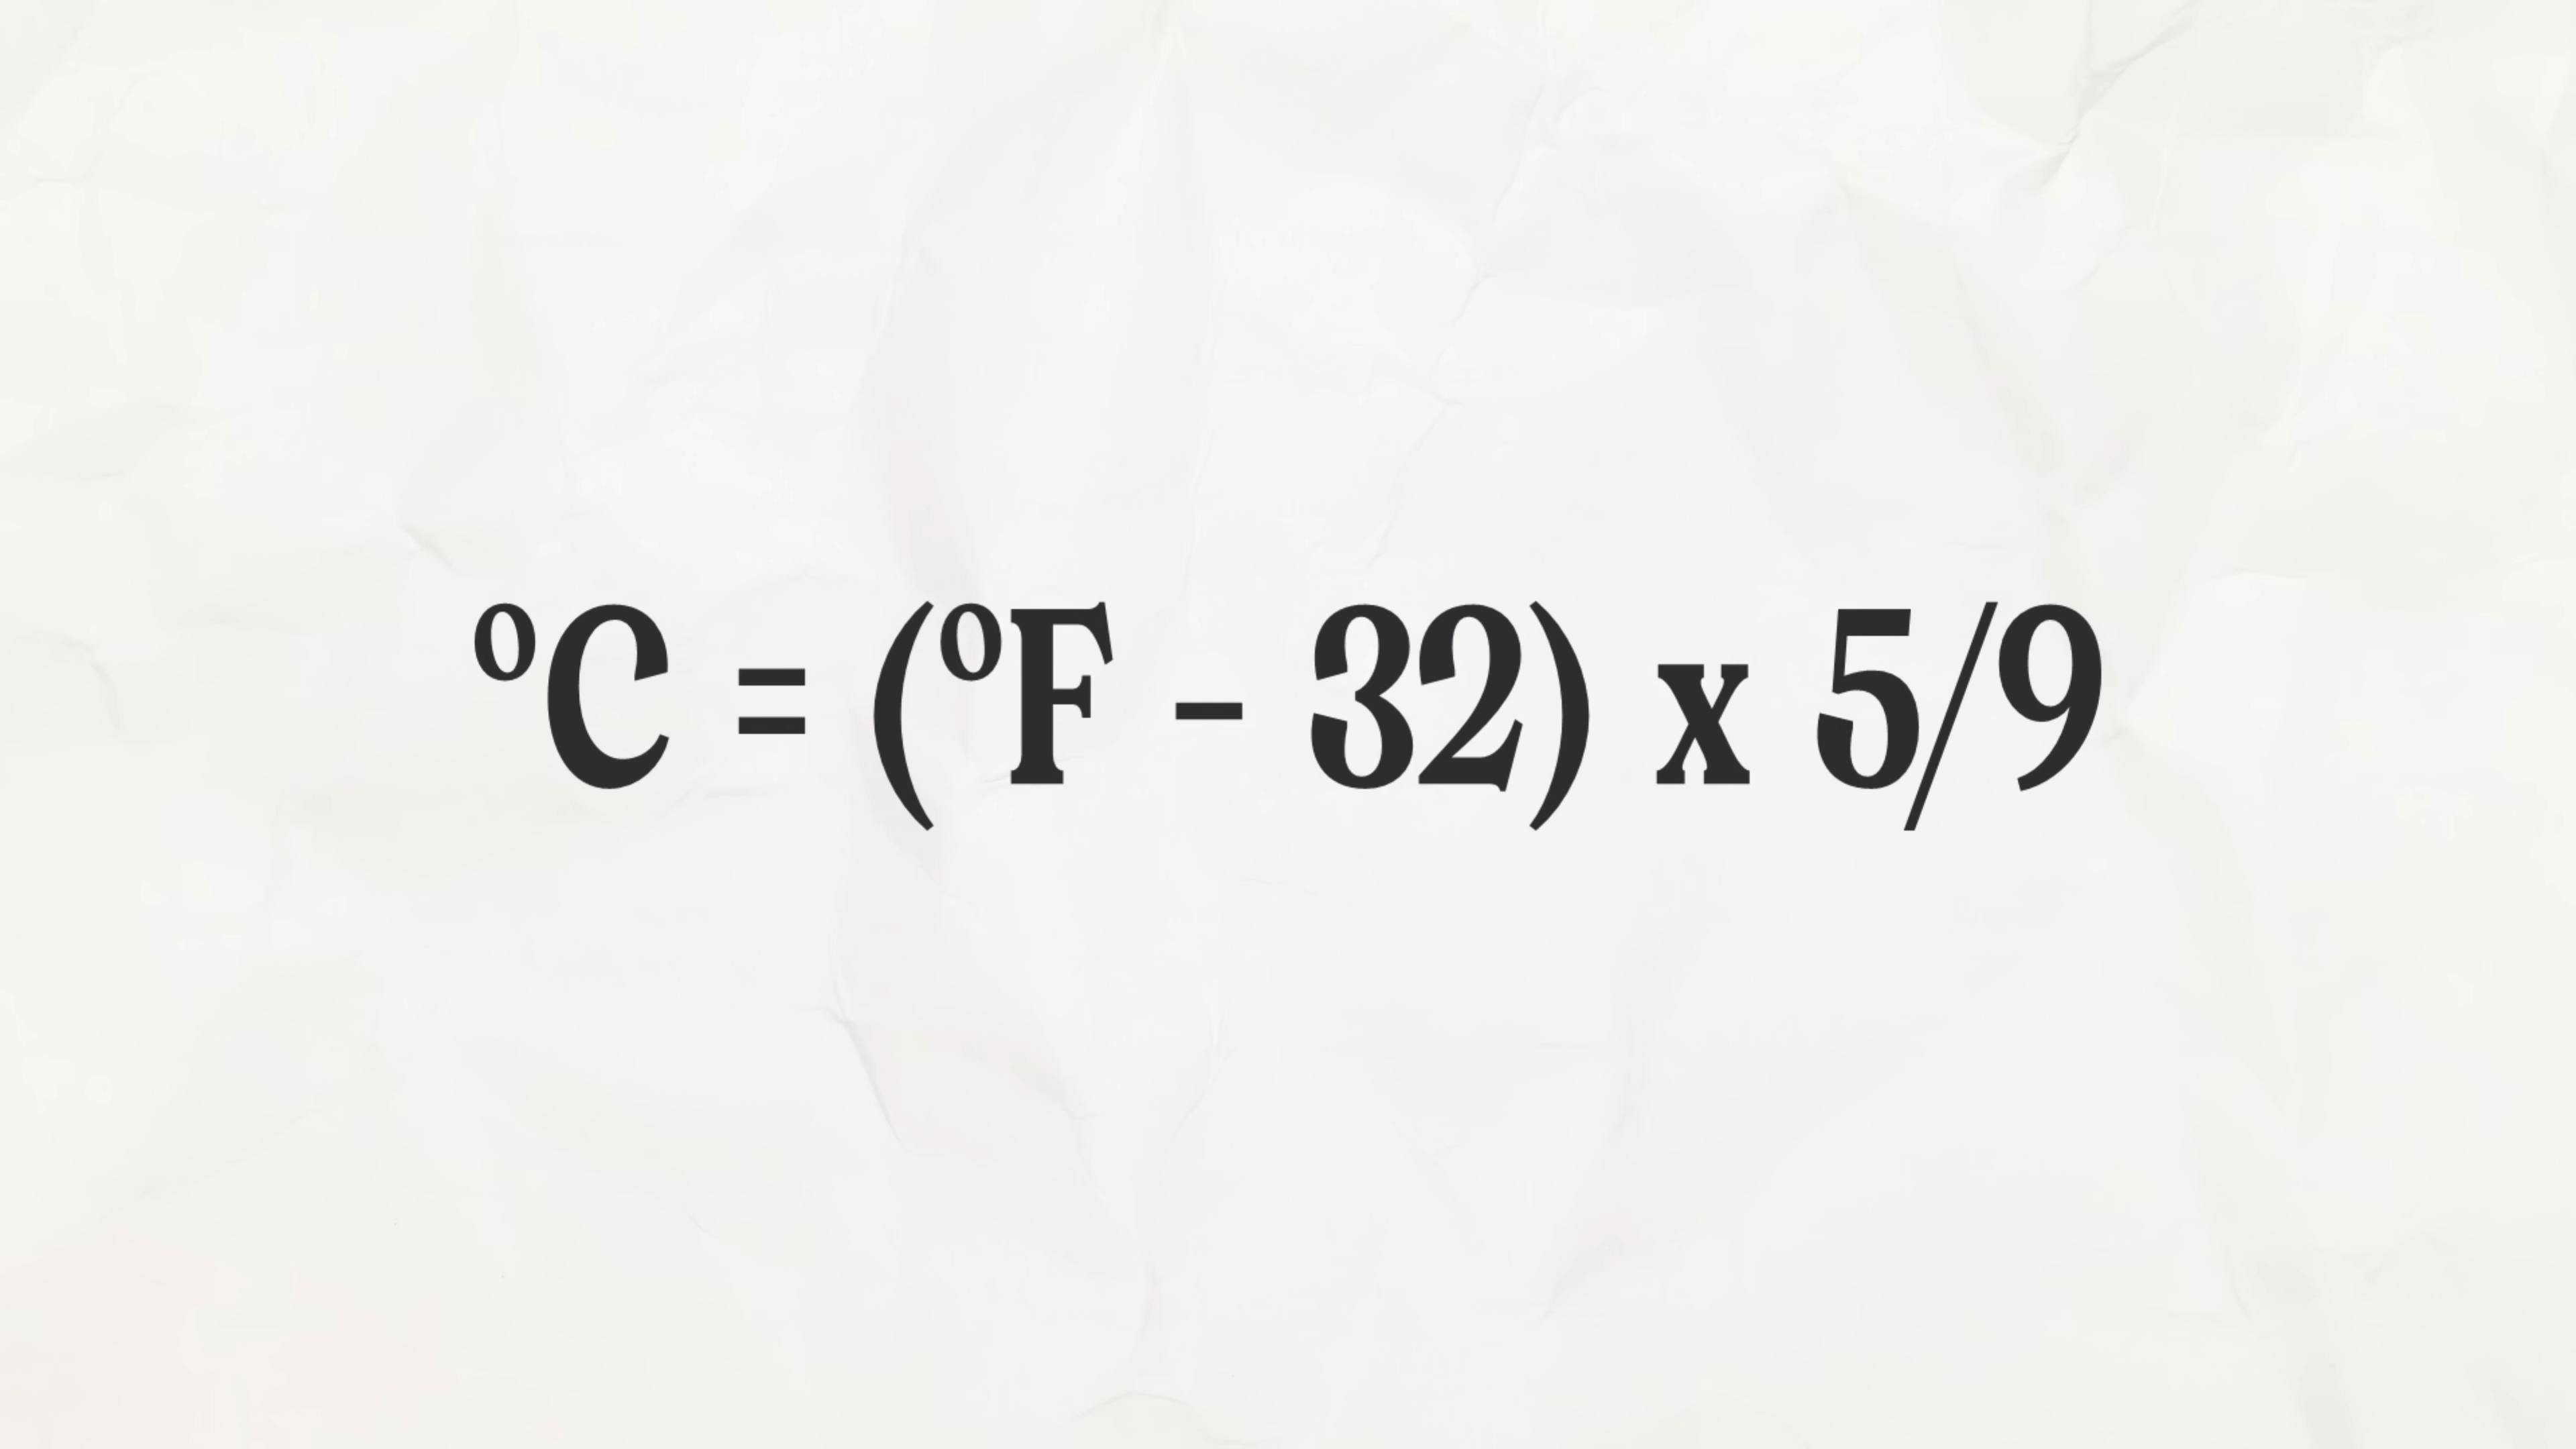 ºC = (ºF - 32) x 5/9